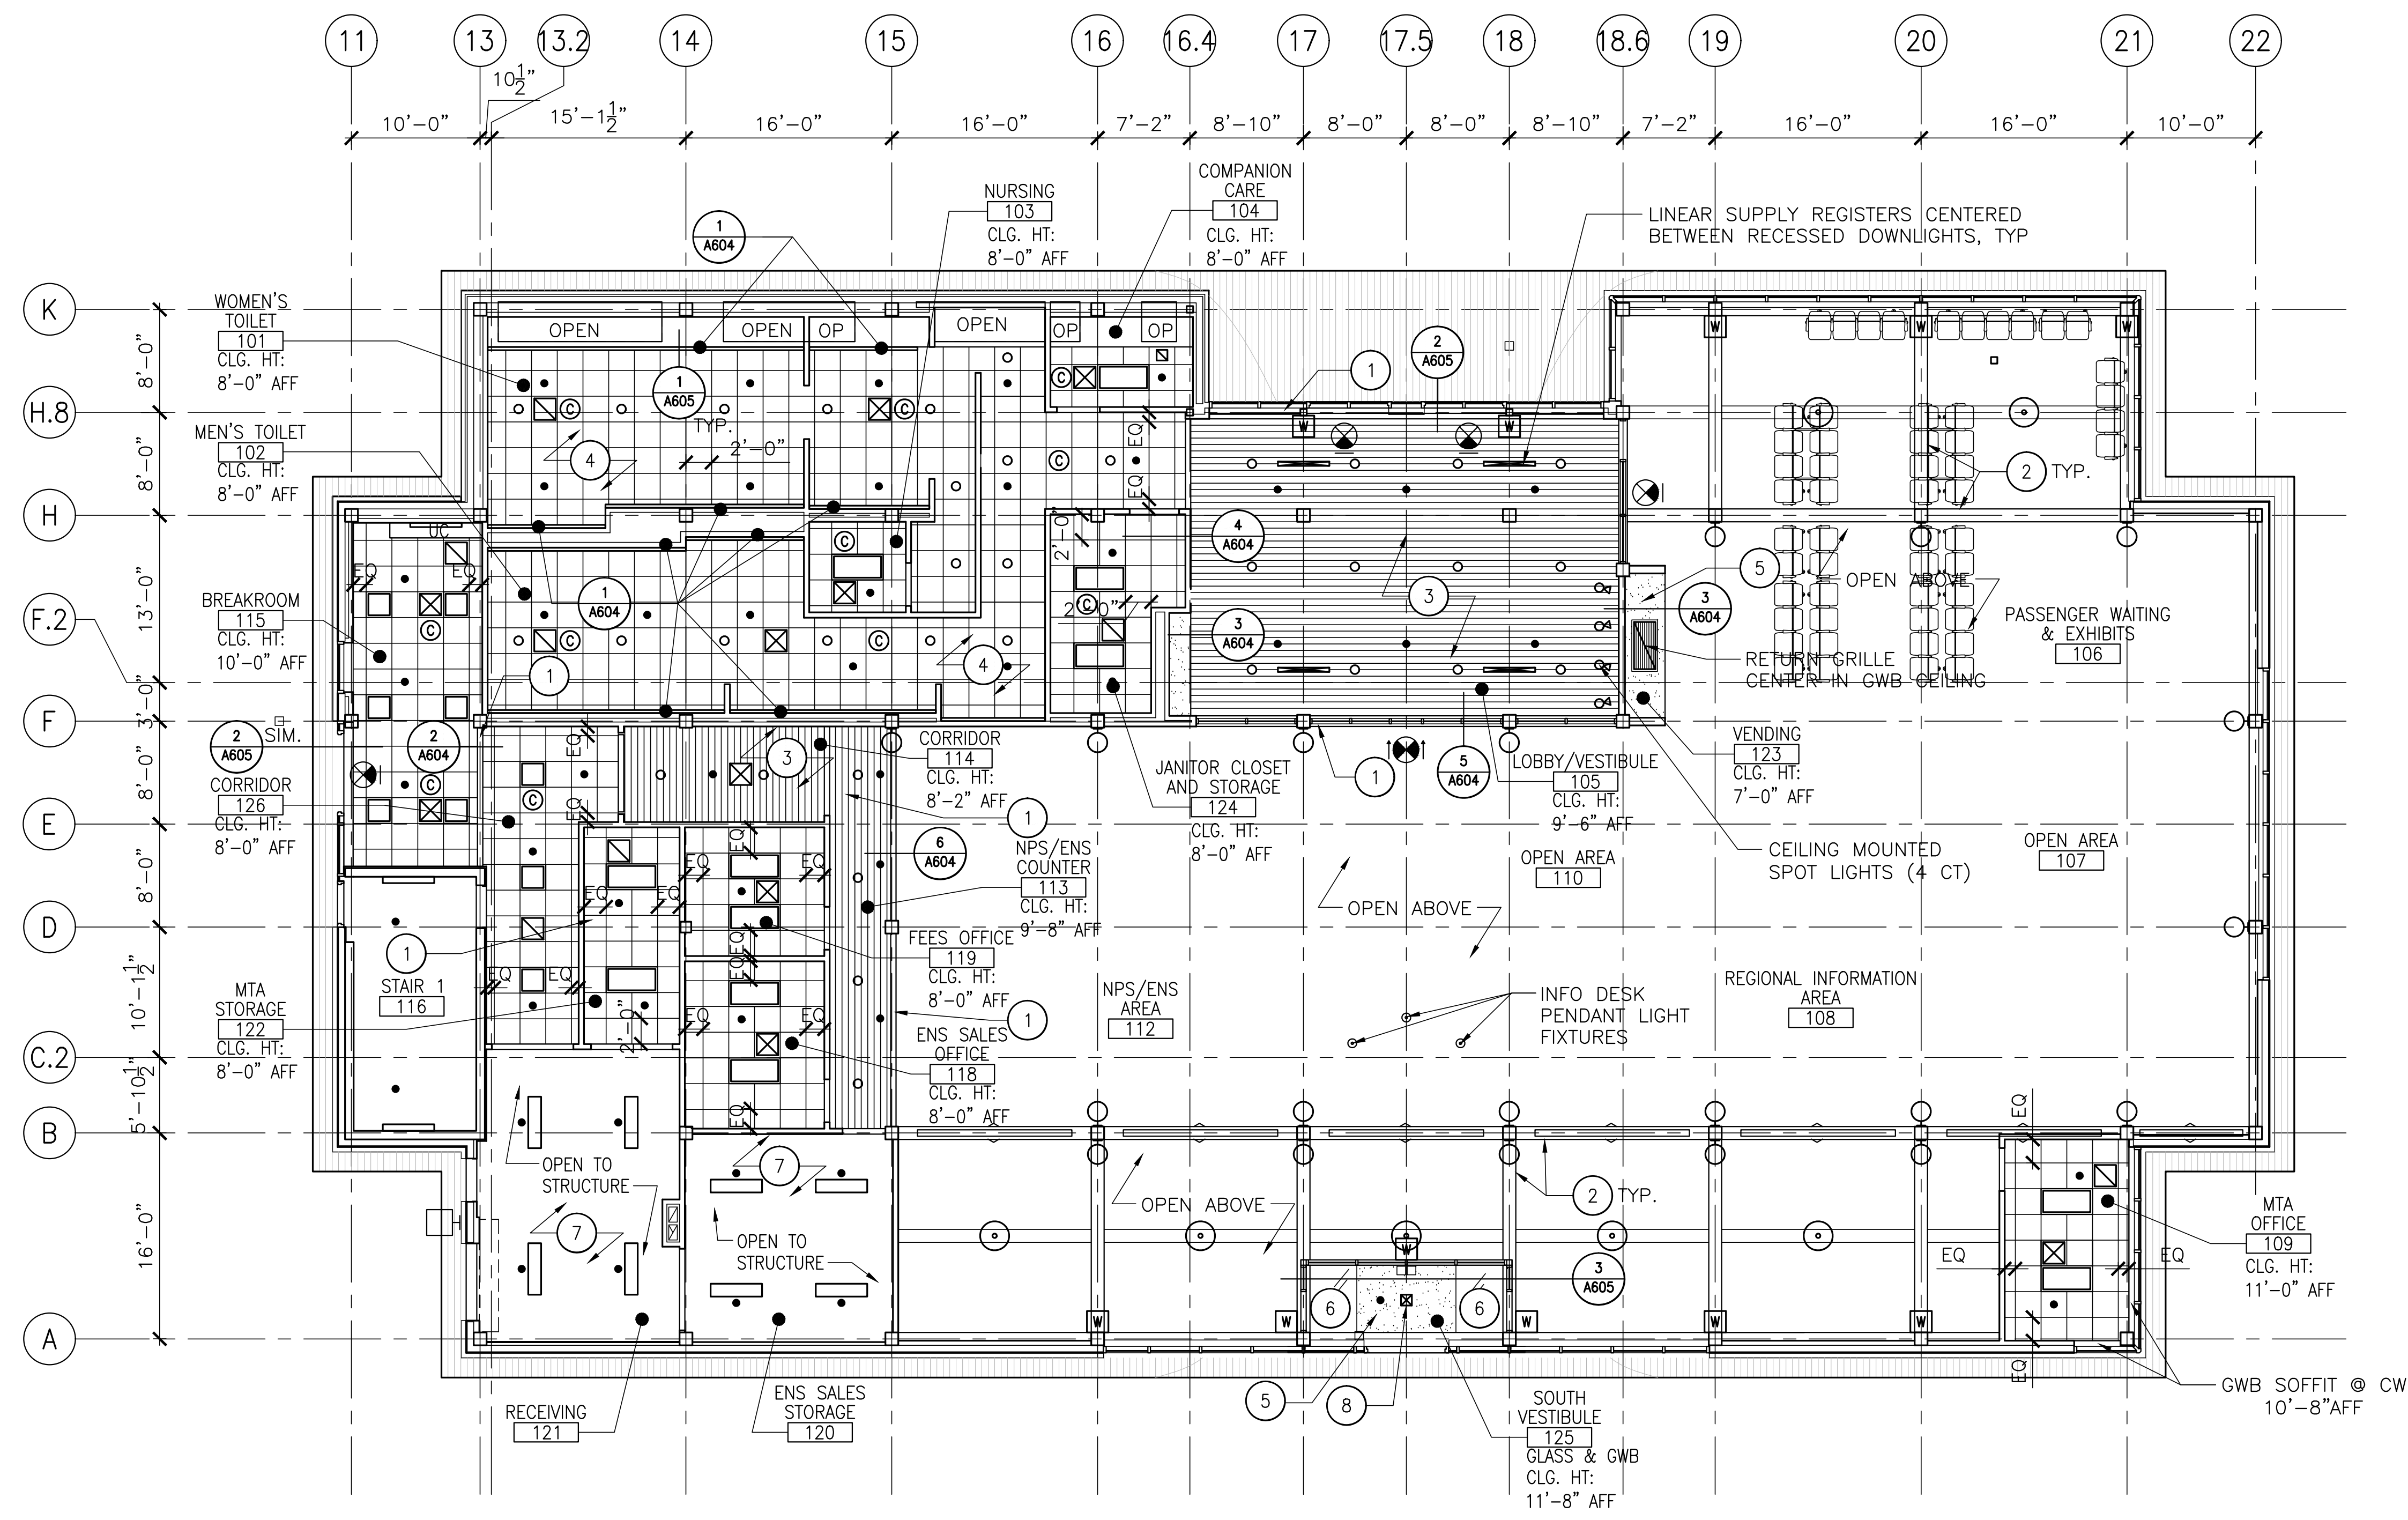 11 13 13.2 14 15 16 16.4 17 17.5 18 18.6 19 20 21 22
10½”
10’-0” 15’-1½” 16’-0” 16’-0” 7’-2” 8’-10” 8’-0” 8’-0” 8’-10” 7’-2” 16’-0” 16’-0” 10’-0”
K
H.8
H
F.2
F
E
D
C.2
B
A
8’-0”
8’-0”
13’-0”
3’-0”
8’-0”
8’-0”
10’-1½”
5’-10½”
16’-0”
1
A604
NURSING
103
CLG. HT:
8’-0” AFF
COMPANION
CARE
104
CLG. HT:
8’-0” AFF
LINEAR SUPPLY REGISTERS CENTERED
BETWEEN RECESSED DOWNLIGHTS, TYP
WOMEN’S
TOILET
101
CLG. HT:
8’-0” AFF
OPEN OPEN OP OPEN OP OP
W W W
1
A605
TYP.
2’-0”
4
C C C C
EQ
EQ
2
A605
1
W W
MEN’S TOILET
102
CLG. HT:
8’-0” AFF
2 TYP.
UC
EQ EQ
C
C
1
A604
C
C
4
2’-0”
C
2’-0”
4
A604
3
A604
3
5
3
A604
OPEN ABOVE
PASSENGER WAITING
& EXHIBITS
106
RETURN GRILLE
CENTER IN GWB CEILING
BREAKROOM
115
CLG. HT:
10’-0” AFF
1
2
A605
SIM.
2
A604
C
C
EQ
EQ
3
CORRIDOR
126
CLG. HT:
8’-0” AFF
CORRIDOR
114
CLG. HT:
8’-2” AFF
1
JANITOR CLOSET
AND STORAGE
124
CLG. HT:
8’-0” AFF
1
5
A604
LOBBY/VESTIBULE
105
CLG. HT:
9’-6” AFF
VENDING
123
CLG. HT:
7’-0” AFF
CEILING MOUNTED
SPOT LIGHTS (4 CT)
OPEN AREA
107
OPEN AREA
110
OPEN ABOVE
6
A604
NPS/ENS
COUNTER
113
CLG. HT:
9’-8” AFF
EQ
EQ EQ
EQ EQ
EQ
EQ
EQ EQ
EQ EQ
EQ
1
STAIR 1
116
MTA
STORAGE
122
CLG. HT:
8’-0” AFF
2’-0”
FEES OFFICE
119
CLG. HT:
8’-0” AFF
1
ENS SALES
OFFICE
118
CLG. HT:
8’-0” AFF
NPS/ENS
AREA
112
INFO DESK
PENDANT LIGHT
FIXTURES
REGIONAL INFORMATION
AREA
108
OPEN TO
STRUCTURE
7
7
OPEN TO
STRUCTURE
OPEN ABOVE
2 TYP.
W
3
A605
6 6
W W W W W W
EQ
EQ EQ
EQ
MTA
OFFICE
109
CLG. HT:
11’-0” AFF
GWB SOFFIT @ CW
10’-8”AFF
RECEIVING
121
ENS SALES
STORAGE
120
5
8
SOUTH
VESTIBULE
125
GLASS & GWB
CLG. HT:
11’-8” AFF